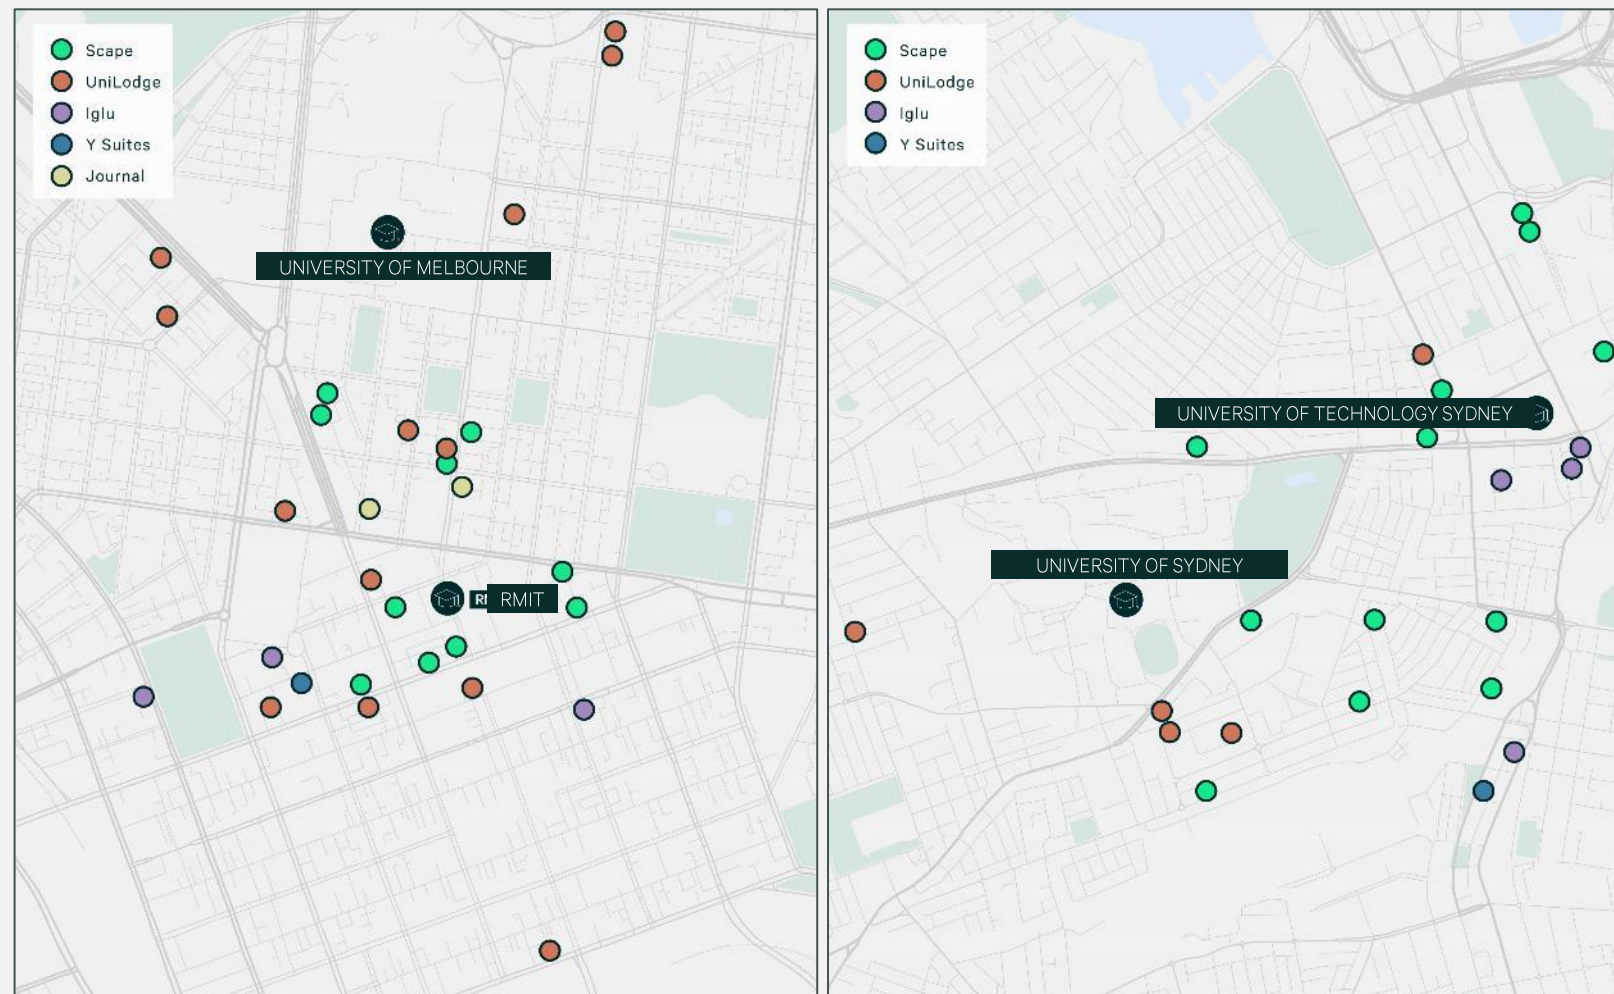 Scape
UniLodge
Iglu
Y Suites
Journal
UNIVERSITY OF MELBOURNE
RMIT
Scape
UniLodge
Iglu
Y Suites
UNIVERSITY OF TECHNOLOGY SYDNEY
UNIVERSITY OF SYDNEY